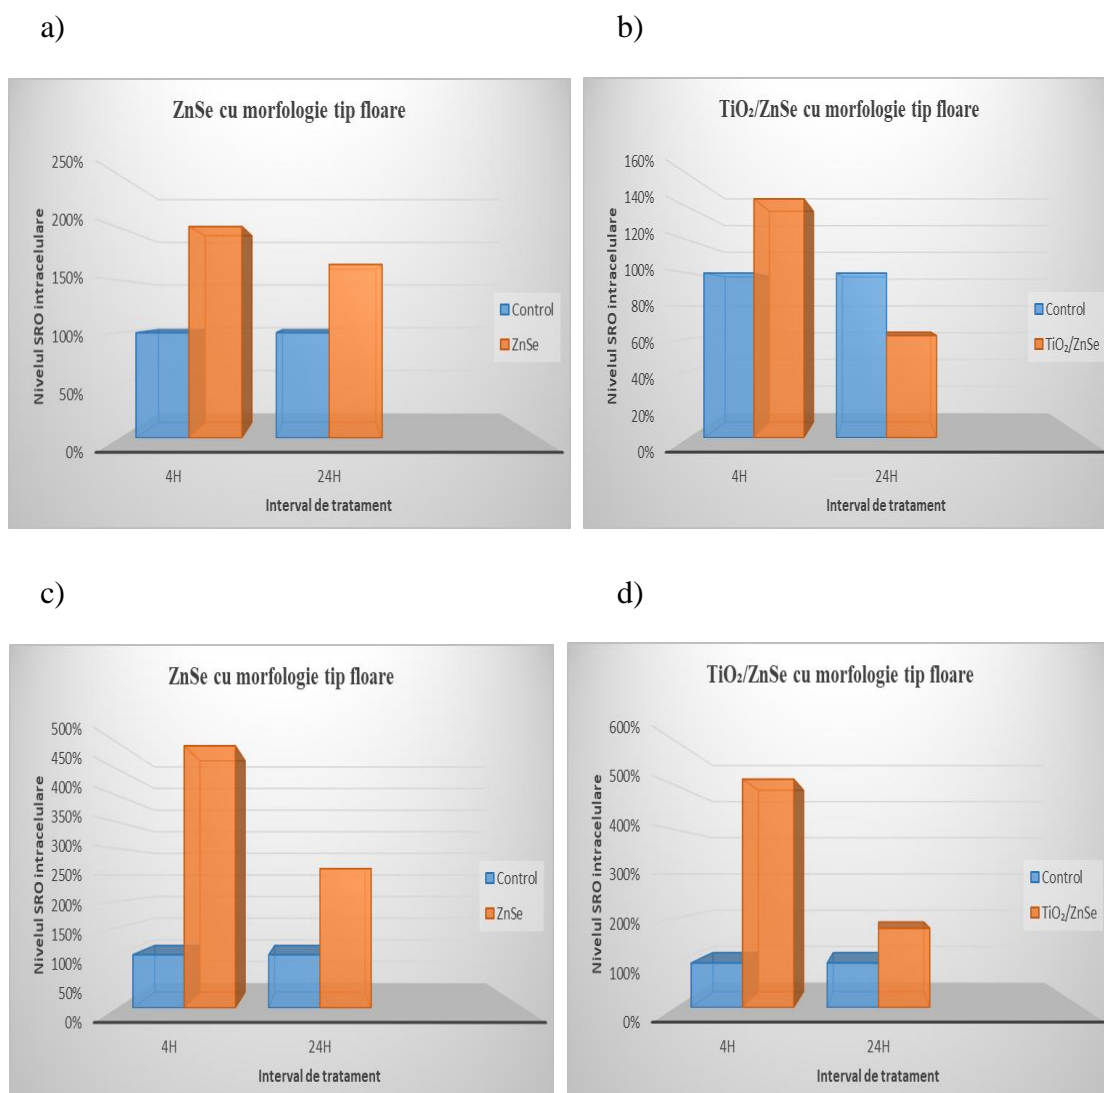 a)
b)
ZnSe cu morfologie tip floare
250%
200%
150%
100%
50%
0%
Nivelul SRO intracelulare
4H
24H
Interval de tratament
Control
ZnSe
TiO₂/ZnSe cu morfologie tip floare
160%
140%
120%
100%
80%
60%
40%
20%
0%
Nivelul SRO intracelulare
4H
24H
Interval de tratament
Control
TiO₂/ZnSe
c)
d)
ZnSe cu morfologie tip floare
500%
450%
400%
350%
300%
250%
200%
150%
100%
50%
0%
Nivelul SRO intracelulare
4H
24H
Interval de tratament
Control
ZnSe
TiO₂/ZnSe cu morfologie tip floare
600%
500%
400%
300%
200%
100%
0%
Nivelul SRO intracelulare
4H
24H
Interval de tratament
Control
TiO₂/ZnSe